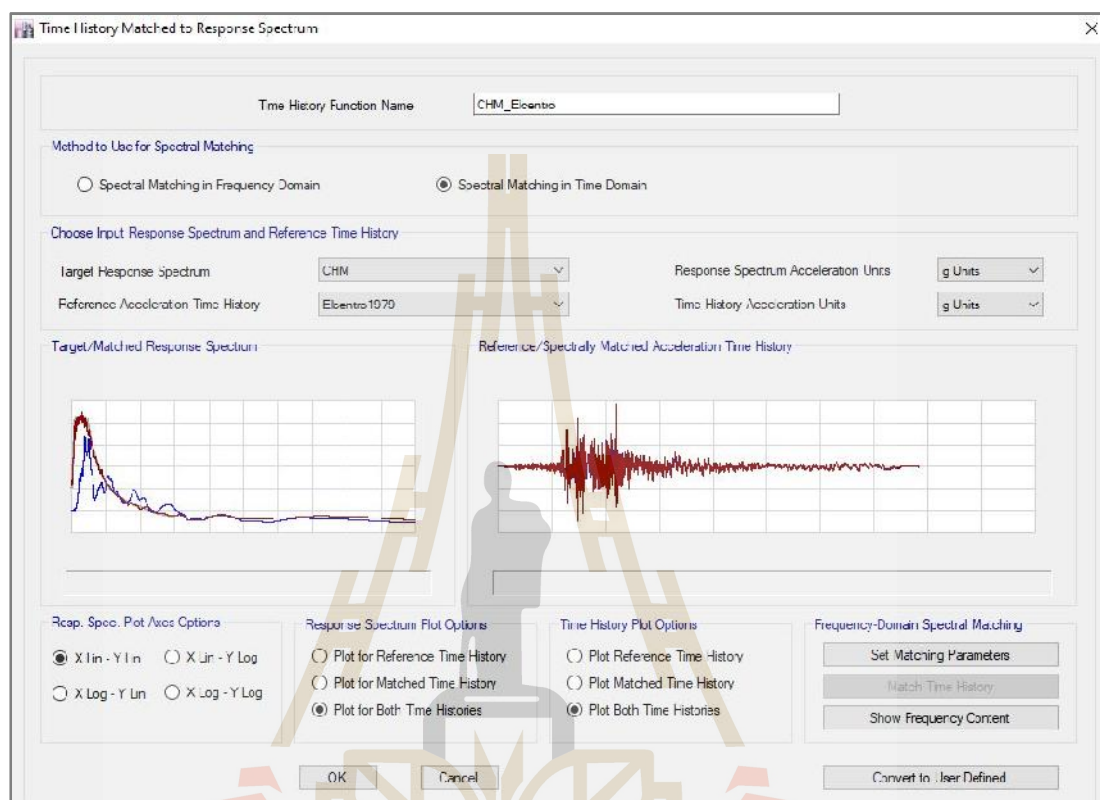 Time History Matched to Response Spectrum
Time History Function Name CHM_Elcentro
Method to Use for Spectral Matching
Spectral Matching in Frequency Domain Spectral Matching in Time Domain
Choose Input Response Spectrum and Reference Time History
Target Response Spectrum CHM Response Spectrum Acceleration Units g Units
Reference Acceleration Time History Elcentro1979 Time History Acceleration Units g Units
Target/Matched Response Spectrum Reference/Spectrally Matched Acceleration Time History
Resp. Spec. Plot Axes Options Response Spectrum Plot Options Time History Plot Options Frequency-Domain Spectral Matching
X Lin - Y Lin X Lin - Y Log Plot for Reference Time History Plot Reference Time History Set Matching Parameters
X Log - Y Lin X Log - Y Log Plot for Matched Time History Plot Matched Time History Match Time History
Plot for Both Time Histories Plot Both Time Histories Show Frequency Content
OK Cancel Convert to User Defined